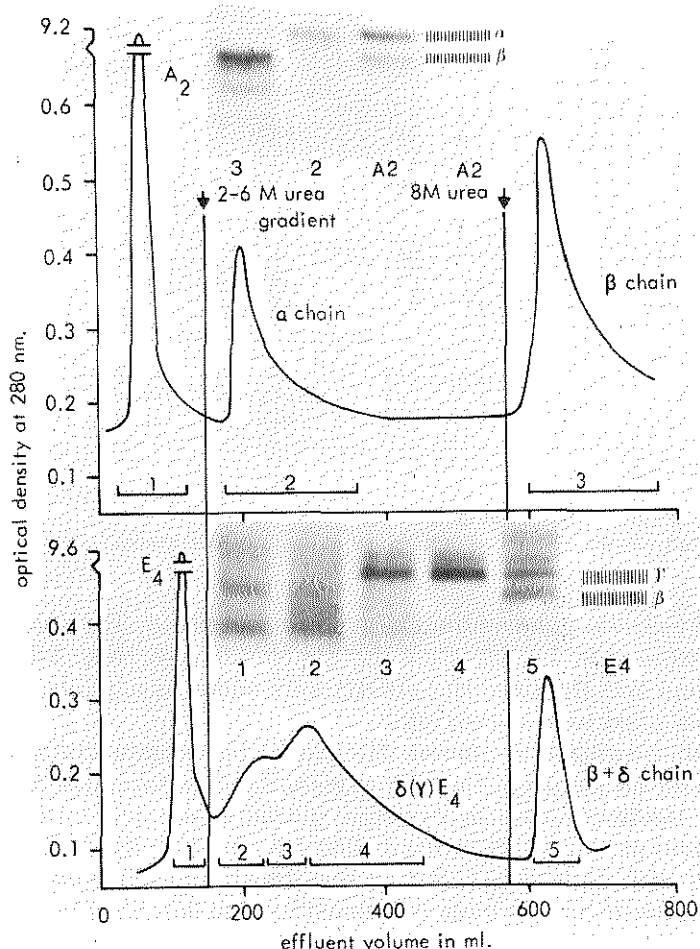 9.2
0.6
0.5
0.4
0.3
0.2
0.1
optical density at 280 nm.
A2
α
β
3 2 A2 A2
2-6 M urea
gradient
8M urea
α chain
β chain
1 2 3
9.6
0.4
0.3
0.2
0.1
E4
γ
β
1 2 3 4 5 E4
δ(γ)E4
β+δ chain
1 2 3 4 5
0 200 400 600 800
effluent volume in ml.